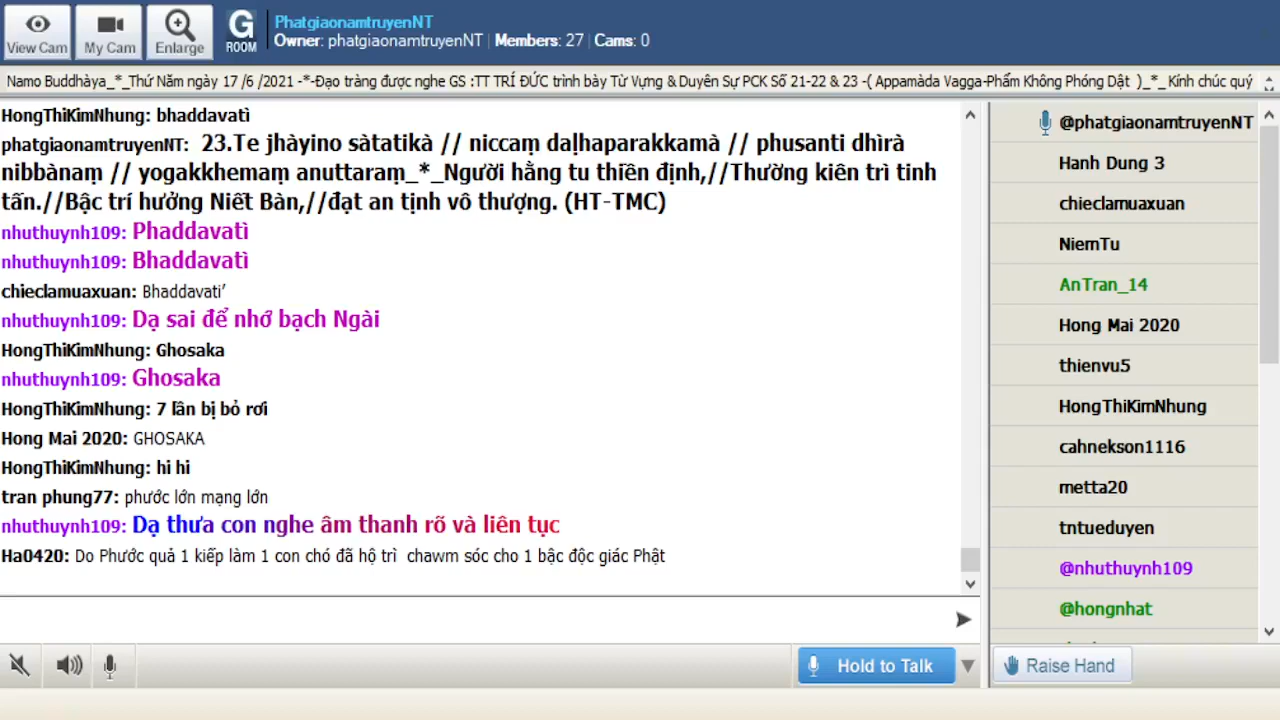 PhatgiaonamtruyenNT
Owner: phatgiaonamtruyenNT | Members: 27 | Cams: 0
View Cam
My Cam
Enlarge
G ROOM
Namo Buddhàya_*_Thứ Năm ngày 17 /6 /2021 -*-Đạo tràng được nghe GS :TT TRÍ ĐỨC trình bày Từ Vựng & Duyên Sự PCK Số 21-22 & 23 -( Appamàda Vagga-Phẩm Không Phóng Dật )_*_ Kính chúc quý
HongThiKimNhung: bhaddavatì
phatgiaonamtruyenNT: 23.Te jhàyino sàtatikà // niccaṃ daḷhaparakkamà // phusanti dhìrà
nibbànaṃ // yogakkhemaṃ anuttaraṃ_*_Người hằng tu thiền định,//Thường kiên trì tinh
tấn.//Bậc trí hưởng Niết Bàn,//đạt an tịnh vô thượng. (HT-TMC)
nhuthuynh109: Phaddavatì
nhuthuynh109: Bhaddavatì
chieclamuaxuan: Bhaddavati’
nhuthuynh109: Dạ sai để nhớ bạch Ngài
HongThiKimNhung: Ghosaka
nhuthuynh109: Ghosaka
HongThiKimNhung: 7 lần bị bỏ rơi
Hong Mai 2020: GHOSAKA
HongThiKimNhung: hi hi
tran phung77: phước lớn mạng lớn
nhuthuynh109: Dạ thưa con nghe âm thanh rõ và liên tục
Ha0420: Do Phước quả 1 kiếp làm 1 con chó đã hộ trì chawm sóc cho 1 bậc độc giác Phật
@phatgiaonamtruyenNT
Hanh Dung 3
chieclamuaxuan
NiemTu
AnTran_14
Hong Mai 2020
thienvu5
HongThiKimNhung
cahnekson1116
metta20
tntueduyen
@nhuthuynh109
@hongnhat
Hold to Talk
Raise Hand